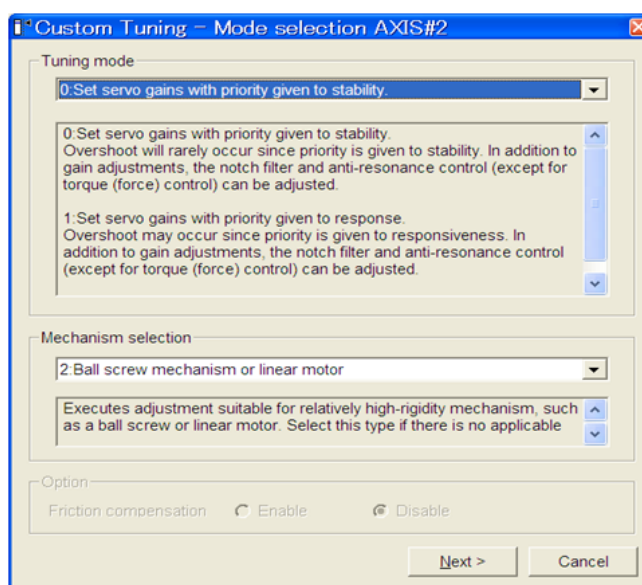 Custom Tuning - Mode selection AXIS#2
Tuning mode
0:Set servo gains with priority given to stability.
0:Set servo gains with priority given to stability.
Overshoot will rarely occur since priority is given to stability. In addition to
gain adjustments, the notch filter and anti-resonance control (except for
torque (force) control) can be adjusted.
1:Set servo gains with priority given to response.
Overshoot may occur since priority is given to responsiveness. In
addition to gain adjustments, the notch filter and anti-resonance control
(except for torque (force) control) can be adjusted.
Mechanism selection
2:Ball screw mechanism or linear motor
Executes adjustment suitable for relatively high-rigidity mechanism, such
as a ball screw or linear motor. Select this type if there is no applicable
Option
Friction compensation Enable Disable
Next > Cancel